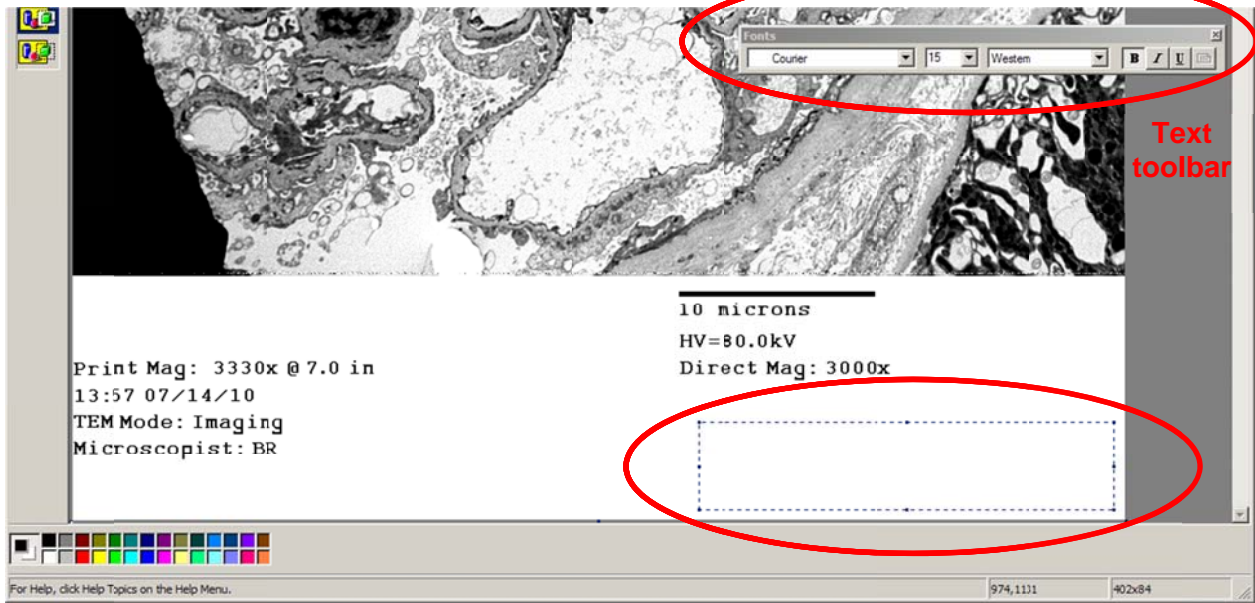 Fonts
Courier 15 Western B I U
Text
toolbar
10 microns
HV=80.0kV
Direct Mag: 3000x
Print Mag: 3330x @ 7.0 in
13:57 07/14/10
TEM Mode: Imaging
Microscopist: BR
For Help, click Help Topics on the Help Menu.
974,1131 402x84